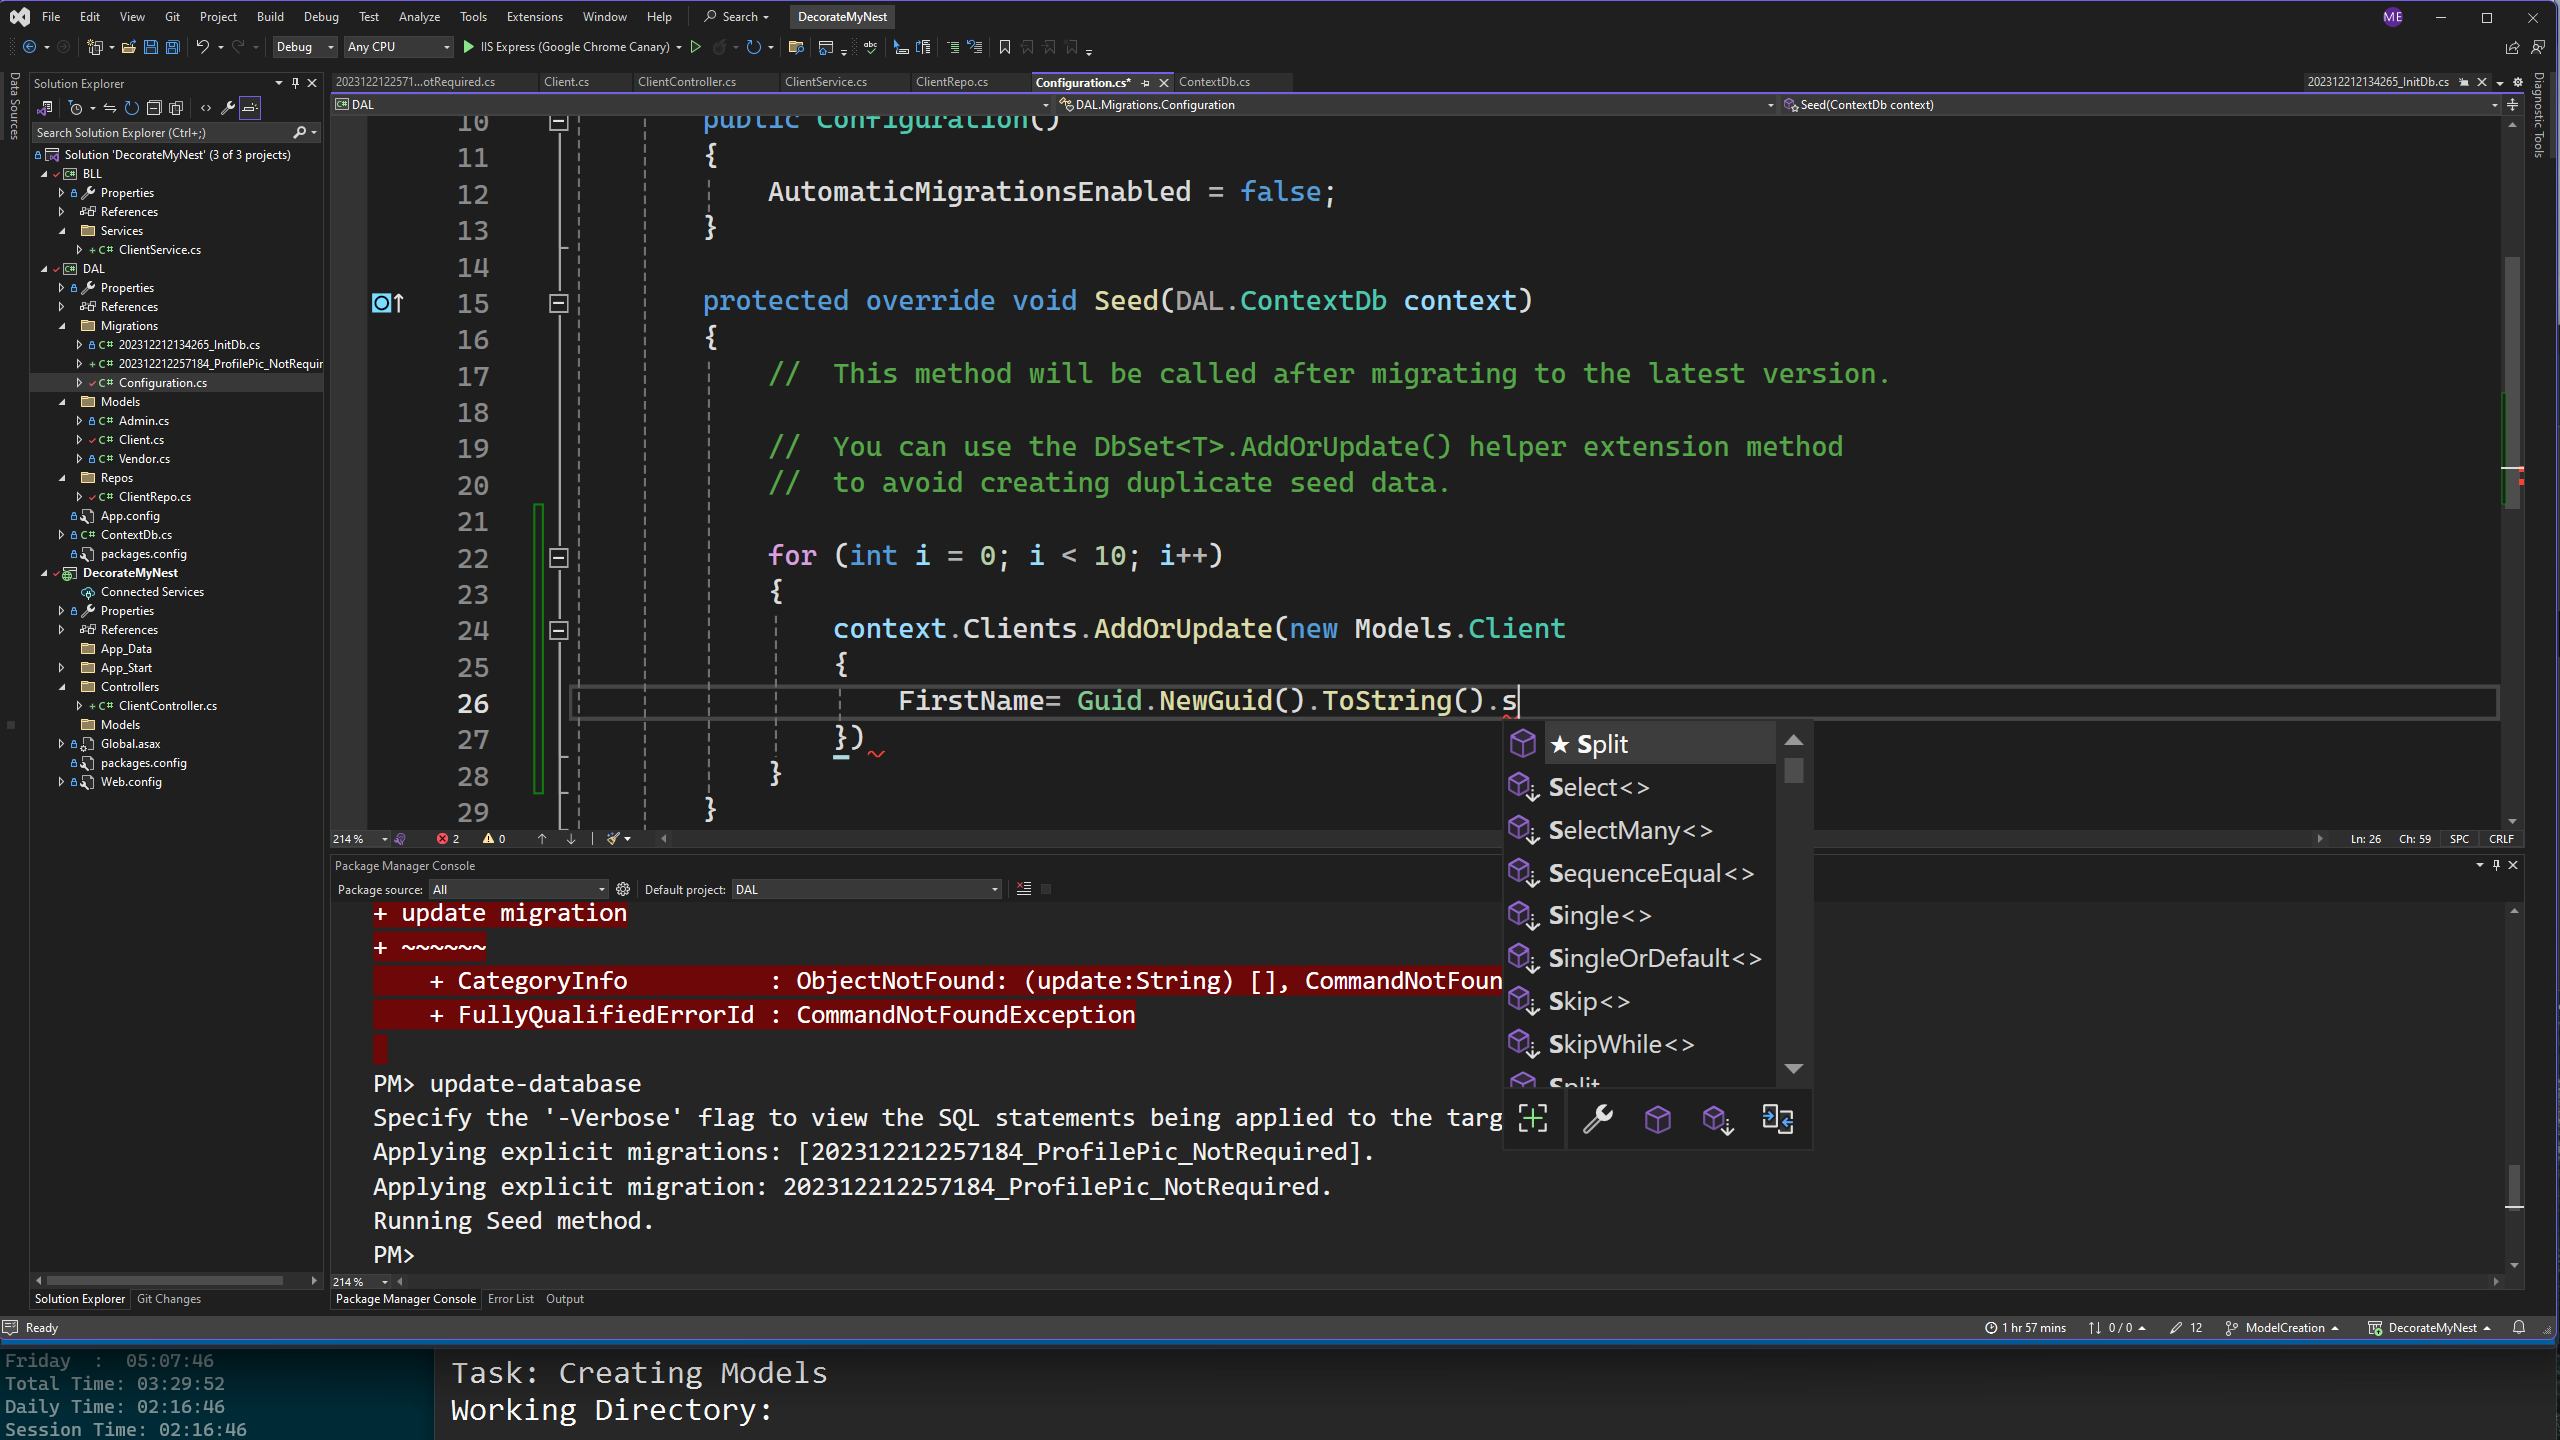 File Edit View Git Project Build Debug Test Analyze Tools Extensions Window Help Search DecorateMyNest ME
Debug Any CPU IIS Express (Google Chrome Canary)
Data Sources
Solution Explorer
Search Solution Explorer (Ctrl+;)
Solution 'DecorateMyNest' (3 of 3 projects)
BLL
Properties
References
Services
ClientService.cs
DAL
Properties
References
Migrations
202312212134265_InitDb.cs
202312212257184_ProfilePic_NotRequir
Configuration.cs
Models
Admin.cs
Client.cs
Vendor.cs
Repos
ClientRepo.cs
App.config
ContextDb.cs
packages.config
DecorateMyNest
Connected Services
Properties
References
App_Data
App_Start
Controllers
ClientController.cs
Models
Global.asax
packages.config
Web.config
Solution Explorer Git Changes
2023122122571...otRequired.cs Client.cs ClientController.cs ClientService.cs ClientRepo.cs Configuration.cs* ContextDb.cs 202312212134265_InitDb.cs
DAL DAL.Migrations.Configuration Seed(ContextDb context)
Diagnostic Tools
10 public Configuration()
11 {
12 AutomaticMigrationsEnabled = false;
13 }
14
15 protected override void Seed(DAL.ContextDb context)
16 {
17 // This method will be called after migrating to the latest version.
18
19 // You can use the DbSet<T>.AddOrUpdate() helper extension method
20 // to avoid creating duplicate seed data.
21
22 for (int i = 0; i < 10; i++)
23 {
24 context.Clients.AddOrUpdate(new Models.Client
25 {
26 FirstName= Guid.NewGuid().ToString().s
27 })
28 }
29 }
★ Split
Select<>
SelectMany<>
SequenceEqual<>
Single<>
SingleOrDefault<>
Skip<>
SkipWhile<>
Split
214 % 2 0 Ln: 26 Ch: 59 SPC CRLF
Package Manager Console
Package source: All Default project: DAL
+ update migration
+ ~~~~~~
+ CategoryInfo : ObjectNotFound: (update:String) [], CommandNotFoun
+ FullyQualifiedErrorId : CommandNotFoundException
PM> update-database
Specify the '-Verbose' flag to view the SQL statements being applied to the targ
Applying explicit migrations: [202312212257184_ProfilePic_NotRequired].
Applying explicit migration: 202312212257184_ProfilePic_NotRequired.
Running Seed method.
PM>
214 %
Package Manager Console Error List Output
Ready 1 hr 57 mins 0 / 0 12 ModelCreation DecorateMyNest
Friday : 05:07:46
Total Time: 03:29:52
Daily Time: 02:16:46
Session Time: 02:16:46
Task: Creating Models
Working Directory: